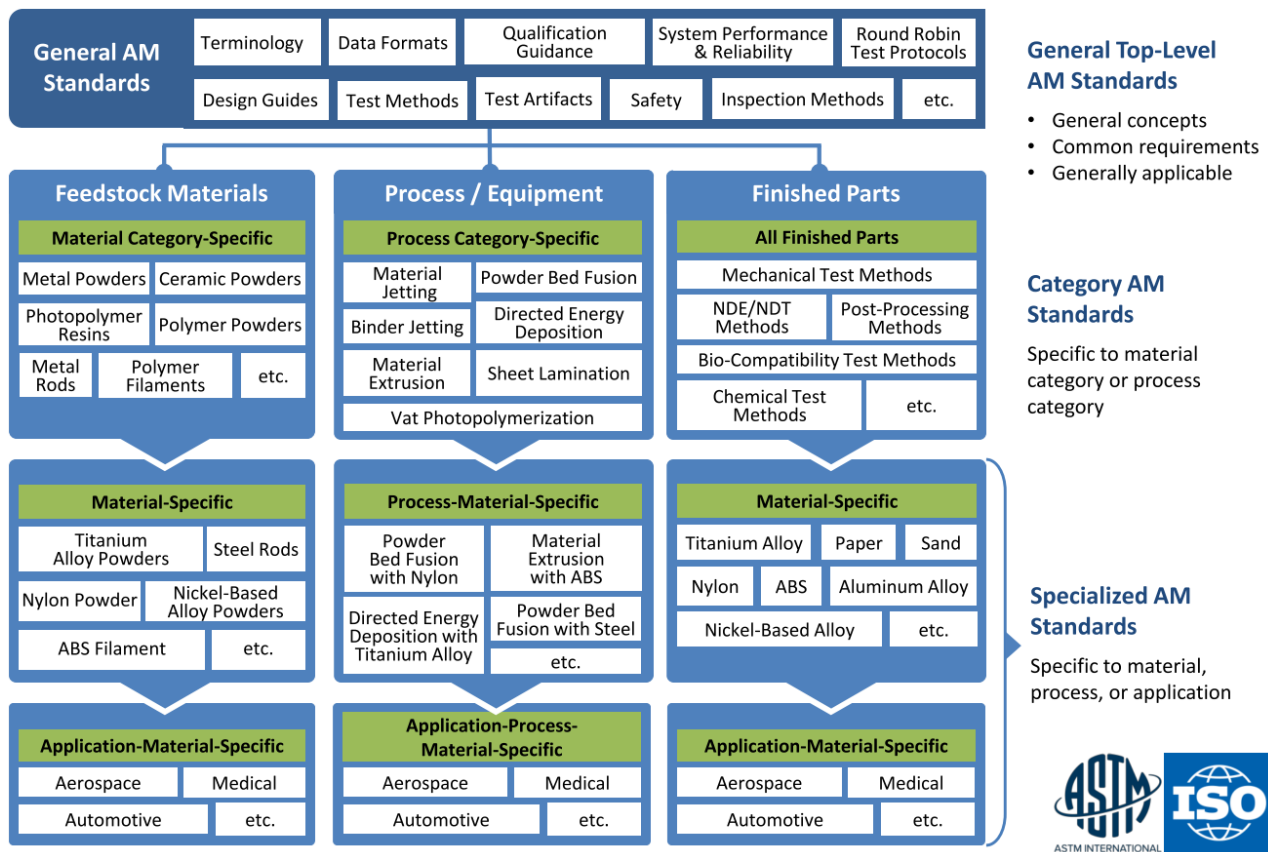 General AM
Standards
Terminology
Data Formats
Qualification
Guidance
System Performance
& Reliability
Round Robin
Test Protocols
Design Guides
Test Methods
Test Artifacts
Safety
Inspection Methods
etc.
General Top-Level
AM Standards
• General concepts
• Common requirements
• Generally applicable
Feedstock Materials
Material Category-Specific
Metal Powders
Ceramic Powders
Photopolymer
Resins
Polymer Powders
Metal
Rods
Polymer
Filaments
etc.
Process / Equipment
Process Category-Specific
Material
Jetting
Powder Bed Fusion
Binder Jetting
Directed Energy
Deposition
Material
Extrusion
Sheet Lamination
Vat Photopolymerization
Finished Parts
All Finished Parts
Mechanical Test Methods
NDE/NDT
Methods
Post-Processing
Methods
Bio-Compatibility Test Methods
Chemical Test
Methods
etc.
Category AM
Standards
Specific to material
category or process
category
Material-Specific
Titanium
Alloy Powders
Steel Rods
Nylon Powder
Nickel-Based
Alloy Powders
ABS Filament
etc.
Process-Material-Specific
Powder
Bed Fusion
with Nylon
Material
Extrusion
with ABS
Directed Energy
Deposition with
Titanium Alloy
Powder Bed
Fusion with Steel
etc.
Material-Specific
Titanium Alloy
Paper
Sand
Nylon
ABS
Aluminum Alloy
Nickel-Based Alloy
etc.
Specialized AM
Standards
Specific to material,
process, or application
Application-Material-Specific
Aerospace
Medical
Automotive
etc.
Application-Process-
Material-Specific
Aerospace
Medical
Automotive
etc.
Application-Material-Specific
Aerospace
Medical
Automotive
etc.
ASTM
ASTM INTERNATIONAL
ISO